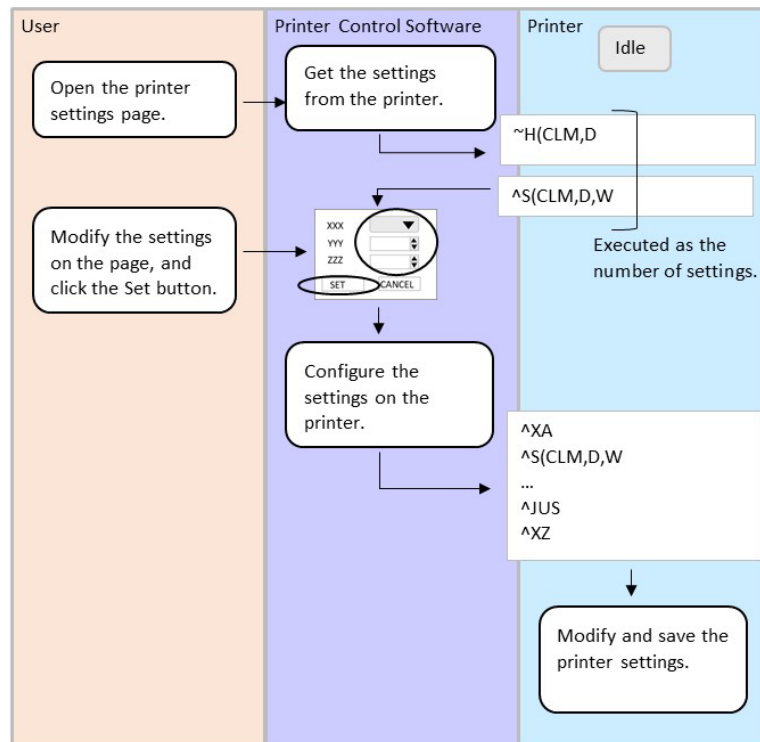 User
Printer Control Software
Printer
Idle
Open the printer
settings page.
Get the settings
from the printer.
~H(CLM,D
^S(CLM,D,W
Executed as the
number of settings.
Modify the settings
on the page, and
click the Set button.
XXX
YYY
ZZZ
SET
CANCEL
Configure the
settings on the
printer.
^XA
^S(CLM,D,W
...
^JUS
^XZ
Modify and save the
printer settings.